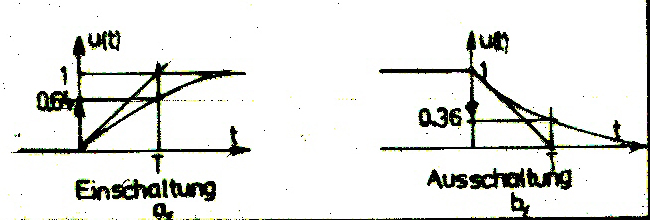 u(t)
1
0.64
t
T
Einschaltung
a,
u(t)
1
0.36
t
T
Ausschaltung
b,